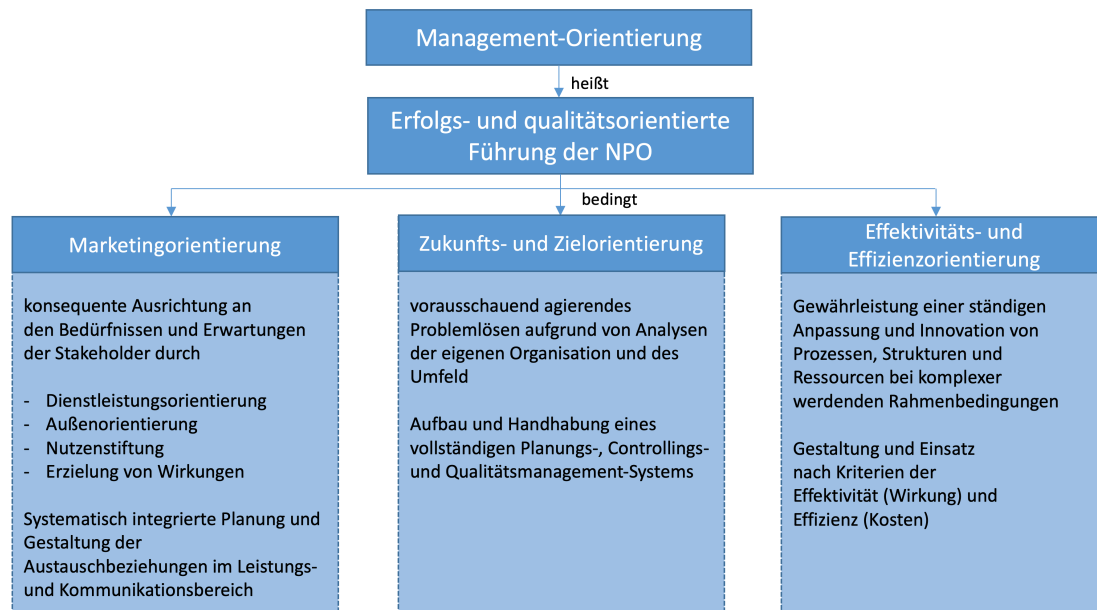 Management-Orientierung
heißt
Erfolgs- und qualitätsorientierte
Führung der NPO
bedingt
Marketingorientierung
konsequente Ausrichtung an
den Bedürfnissen und Erwartungen
der Stakeholder durch
- Dienstleistungsorientierung
- Außenorientierung
- Nutzenstiftung
- Erzielung von Wirkungen
Systematisch integrierte Planung und
Gestaltung der
Austauschbeziehungen im Leistungs-
und Kommunikationsbereich
Zukunfts- und Zielorientierung
vorausschauend agierendes
Problemlösen aufgrund von Analysen
der eigenen Organisation und des
Umfeld
Aufbau und Handhabung eines
vollständigen Planungs-, Controllings-
und Qualitätsmanagement-Systems
Effektivitäts- und
Effizienzorientierung
Gewährleistung einer ständigen
Anpassung und Innovation von
Prozessen, Strukturen und
Ressourcen bei komplexer
werdenden Rahmenbedingungen
Gestaltung und Einsatz
nach Kriterien der
Effektivität (Wirkung) und
Effizienz (Kosten)